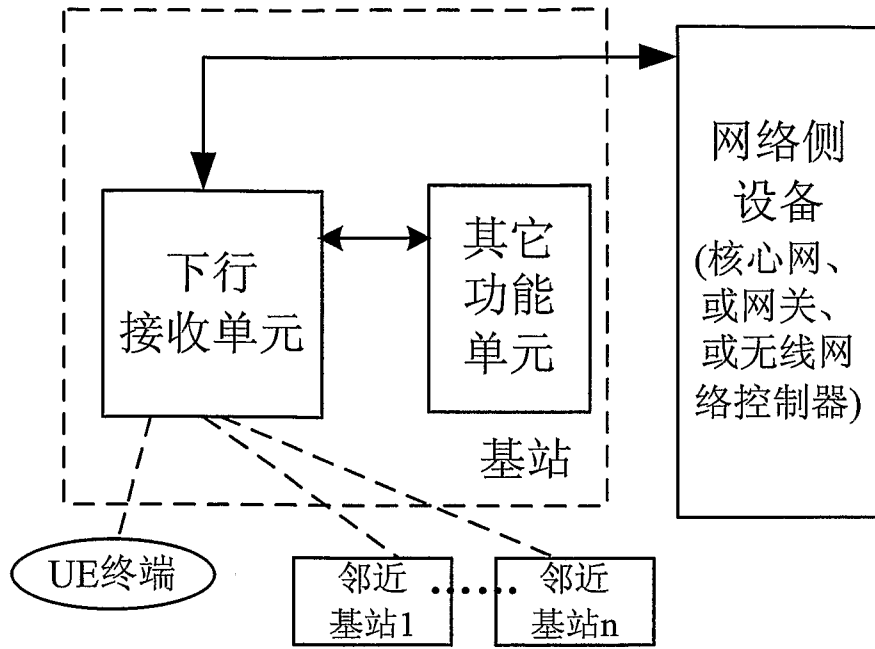 网络侧
设备
(核心网、
或网关、
或无线网
络控制器)
下行
接收单元
其它
功能
单元
基站
UE终端
邻近
基站1
……
邻近
基站n